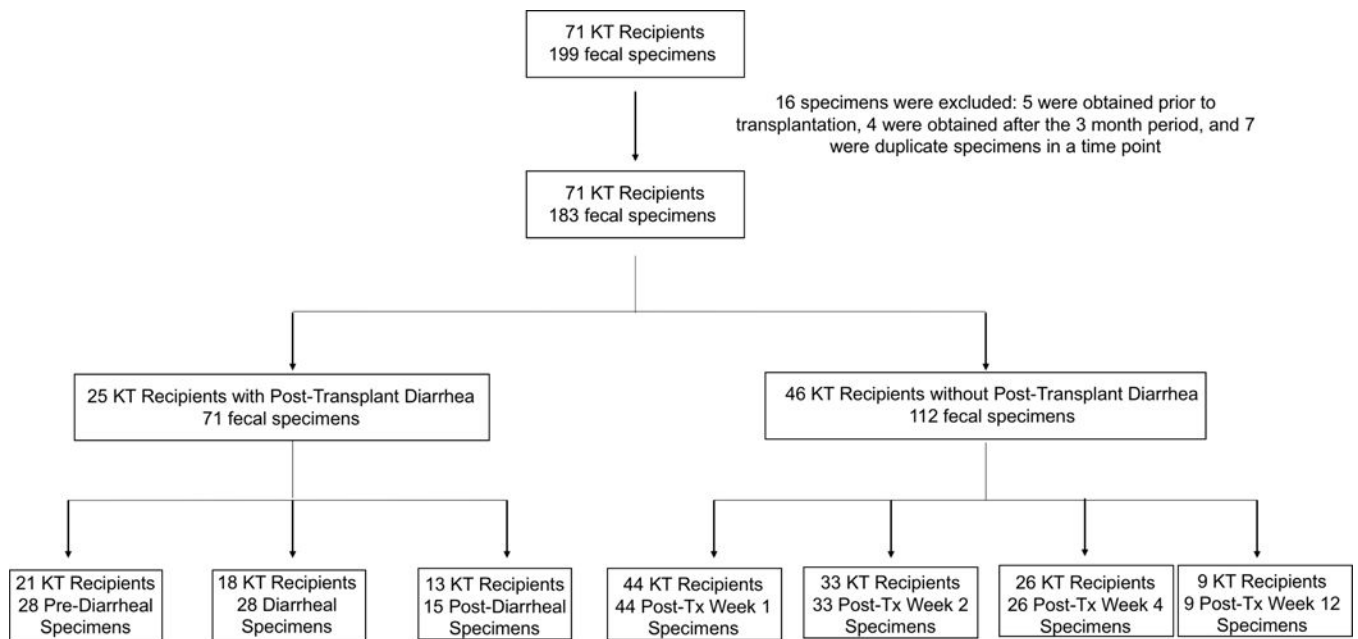 71 KT Recipients
199 fecal specimens
16 specimens were excluded: 5 were obtained prior to
transplantation, 4 were obtained after the 3 month period, and 7
were duplicate specimens in a time point
71 KT Recipients
183 fecal specimens
25 KT Recipients with Post-Transplant Diarrhea
71 fecal specimens
46 KT Recipients without Post-Transplant Diarrhea
112 fecal specimens
21 KT Recipients
28 Pre-Diarrheal
Specimens
18 KT Recipients
28 Diarrheal
Specimens
13 KT Recipients
15 Post-Diarrheal
Specimens
44 KT Recipients
44 Post-Tx Week 1
Specimens
33 KT Recipients
33 Post-Tx Week 2
Specimens
26 KT Recipients
26 Post-Tx Week 4
Specimens
9 KT Recipients
9 Post-Tx Week 12
Specimens